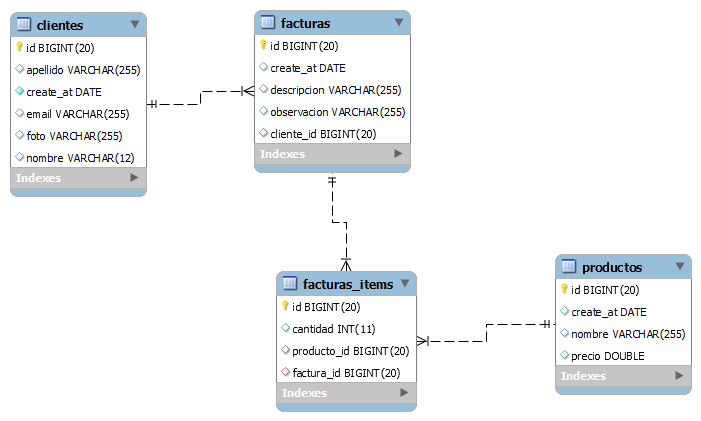 clientes
id BIGINT(20)
apellido VARCHAR(255)
create_at DATE
email VARCHAR(255)
foto VARCHAR(255)
nombre VARCHAR(12)
Indexes
facturas
id BIGINT(20)
create_at DATE
descripcion VARCHAR(255)
observacion VARCHAR(255)
cliente_id BIGINT(20)
Indexes
facturas_items
id BIGINT(20)
cantidad INT(11)
producto_id BIGINT(20)
factura_id BIGINT(20)
Indexes
productos
id BIGINT(20)
create_at DATE
nombre VARCHAR(255)
precio DOUBLE
Indexes